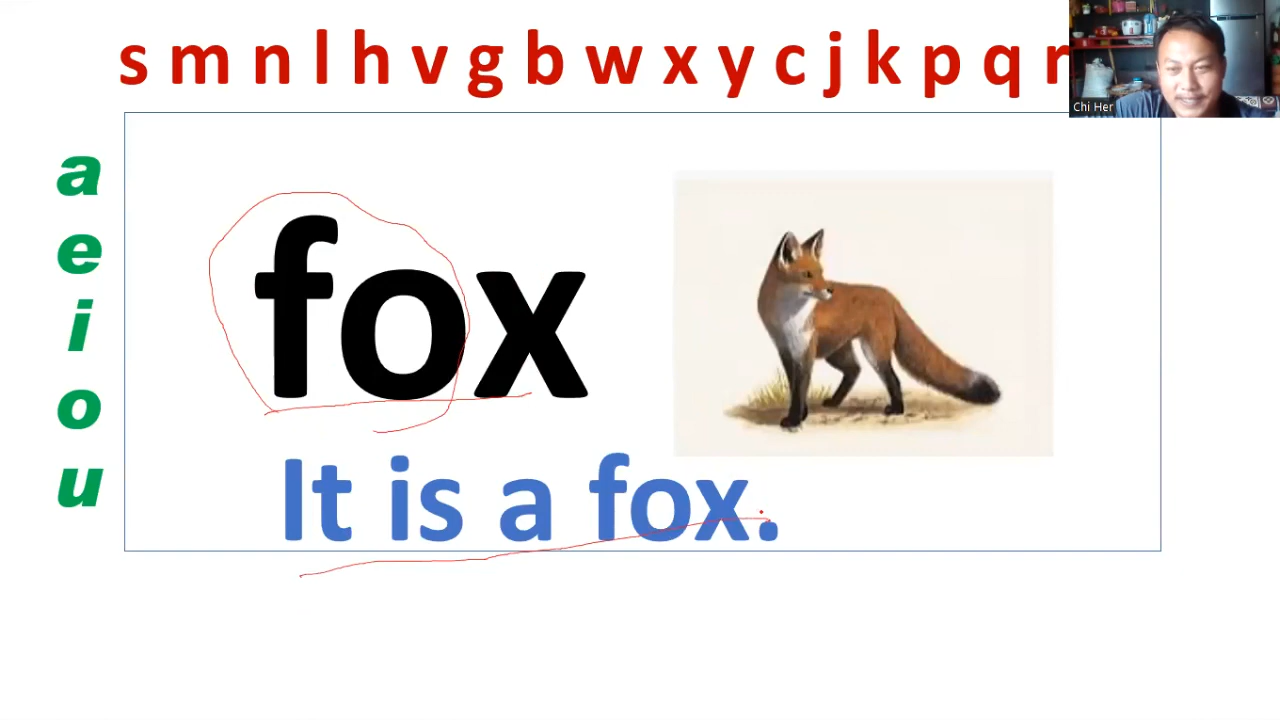 s m n l h v g b w x y c j k p q r
Chi Her
a
e
i
o
u
fox
It is a fox.